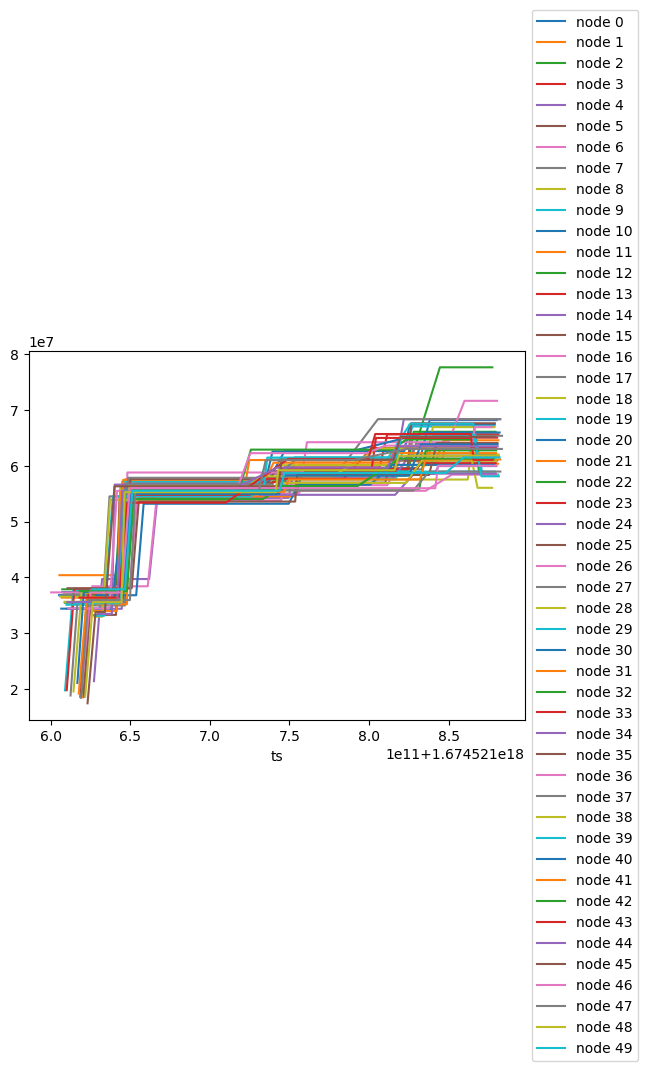 1e7
8
7
6
5
4
3
2
6.0 6.5 7.0 7.5 8.0 8.5
ts
1e11+1.674521e18
node 0
node 1
node 2
node 3
node 4
node 5
node 6
node 7
node 8
node 9
node 10
node 11
node 12
node 13
node 14
node 15
node 16
node 17
node 18
node 19
node 20
node 21
node 22
node 23
node 24
node 25
node 26
node 27
node 28
node 29
node 30
node 31
node 32
node 33
node 34
node 35
node 36
node 37
node 38
node 39
node 40
node 41
node 42
node 43
node 44
node 45
node 46
node 47
node 48
node 49